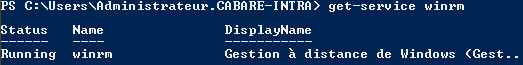 PS C:\Users\Administrateur.CABARE-INTRA> get-service winrm
Status Name DisplayName
------ ---- -----------
Running winrm Gestion à distance de Windows (Gest...